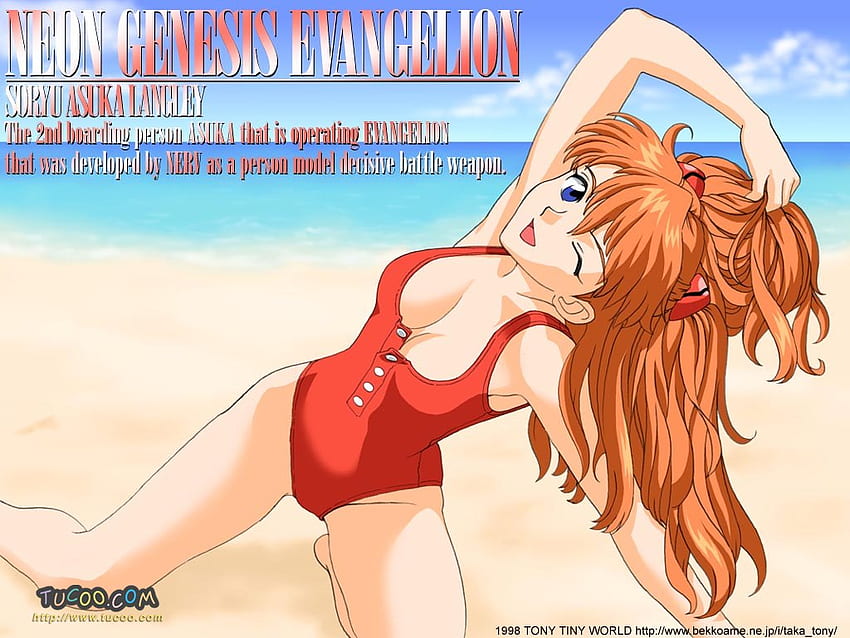 NEON GENESIS EVANGELION
SORYU ASUKA LANGLEY
The 2nd boarding person ASUKA that is operating EVANGELION
that was developed by NERV as a person model decisive battle weapon.
TUCOO.COM
http://www.tucoo.com
1998 TONY TINY WORLD http://www.bekkoame.ne.jp/i/taka_tony/